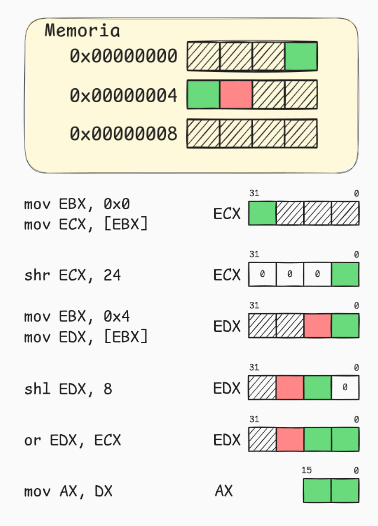 Memoria
0x00000000
0x00000004
0x00000008
mov EBX, 0x0
mov ECX, [EBX]
31 0
ECX
shr ECX, 24
31 0
ECX 0 0 0
mov EBX, 0x4
mov EDX, [EBX]
31 0
EDX
shl EDX, 8
31 0
EDX 0
or EDX, ECX
31 0
EDX
mov AX, DX
15 0
AX